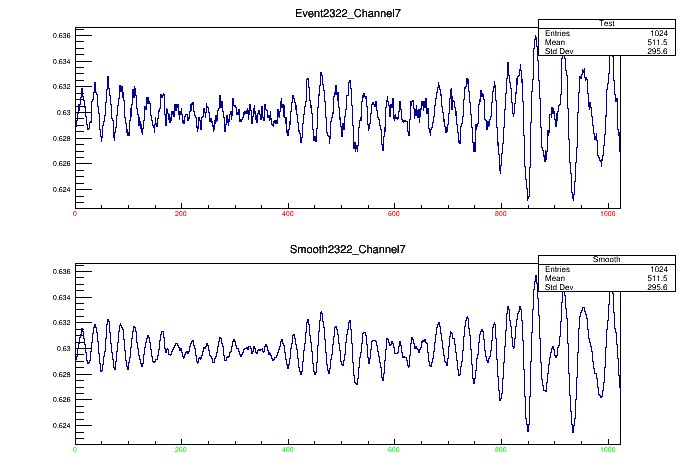 Event2322_Channel7
Test
Entries 1024
Mean 511.5
Std Dev 295.6
0.636
0.634
0.632
0.63
0.628
0.626
0.624
0 200 400 600 800 1000
Smooth2322_Channel7
Smooth
Entries 1024
Mean 511.5
Std Dev 295.6
0.636
0.634
0.632
0.63
0.628
0.626
0.624
0 200 400 600 800 1000